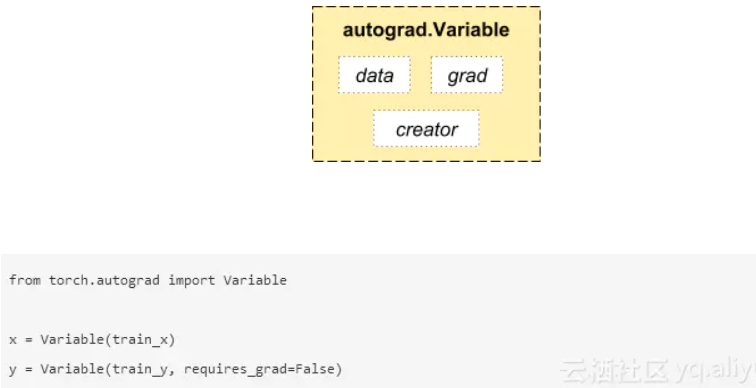 autograd.Variable
data grad
creator
from torch.autograd import Variable
x = Variable(train_x)
y = Variable(train_y, requires_grad=False)
云栖社区 yq.aliy